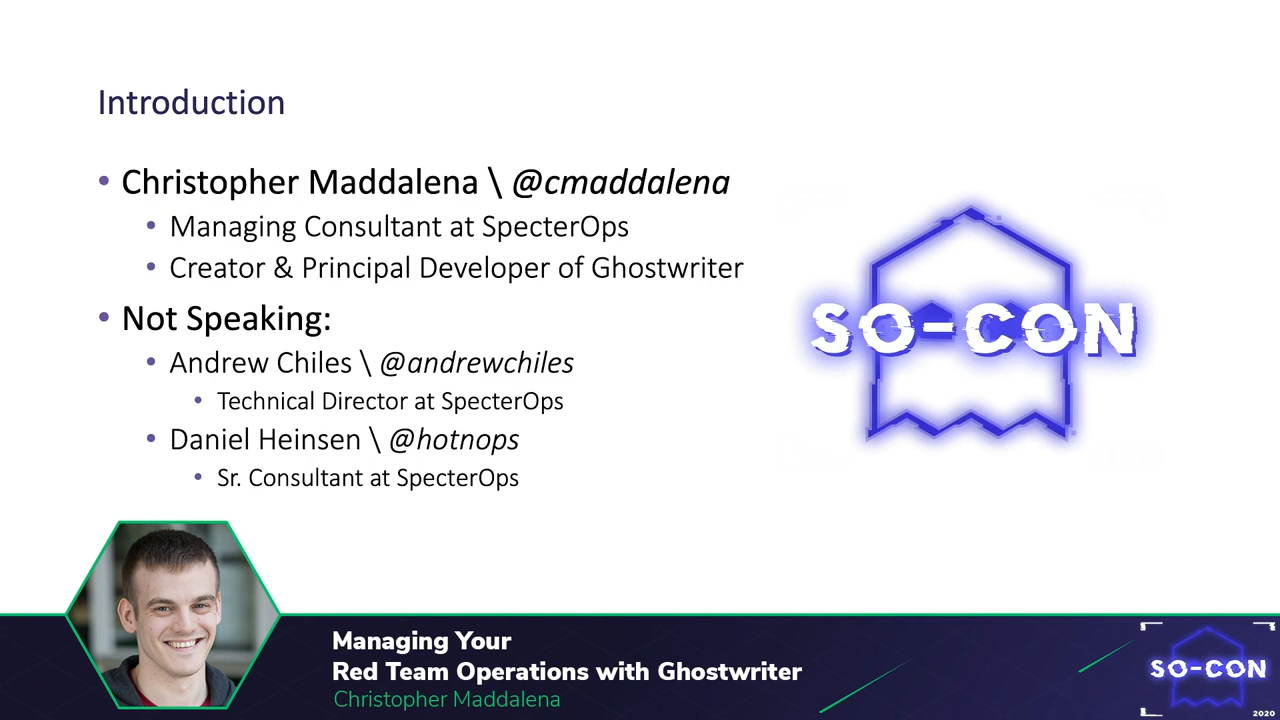 Introduction
• Christopher Maddalena \ @cmaddalena
• Managing Consultant at SpecterOps
• Creator & Principal Developer of Ghostwriter
• Not Speaking:
• Andrew Chiles \ @andrewchiles
• Technical Director at SpecterOps
• Daniel Heinsen \ @hotnops
• Sr. Consultant at SpecterOps
SO-CON
Managing Your
Red Team Operations with Ghostwriter
Christopher Maddalena
SO-CON
2020